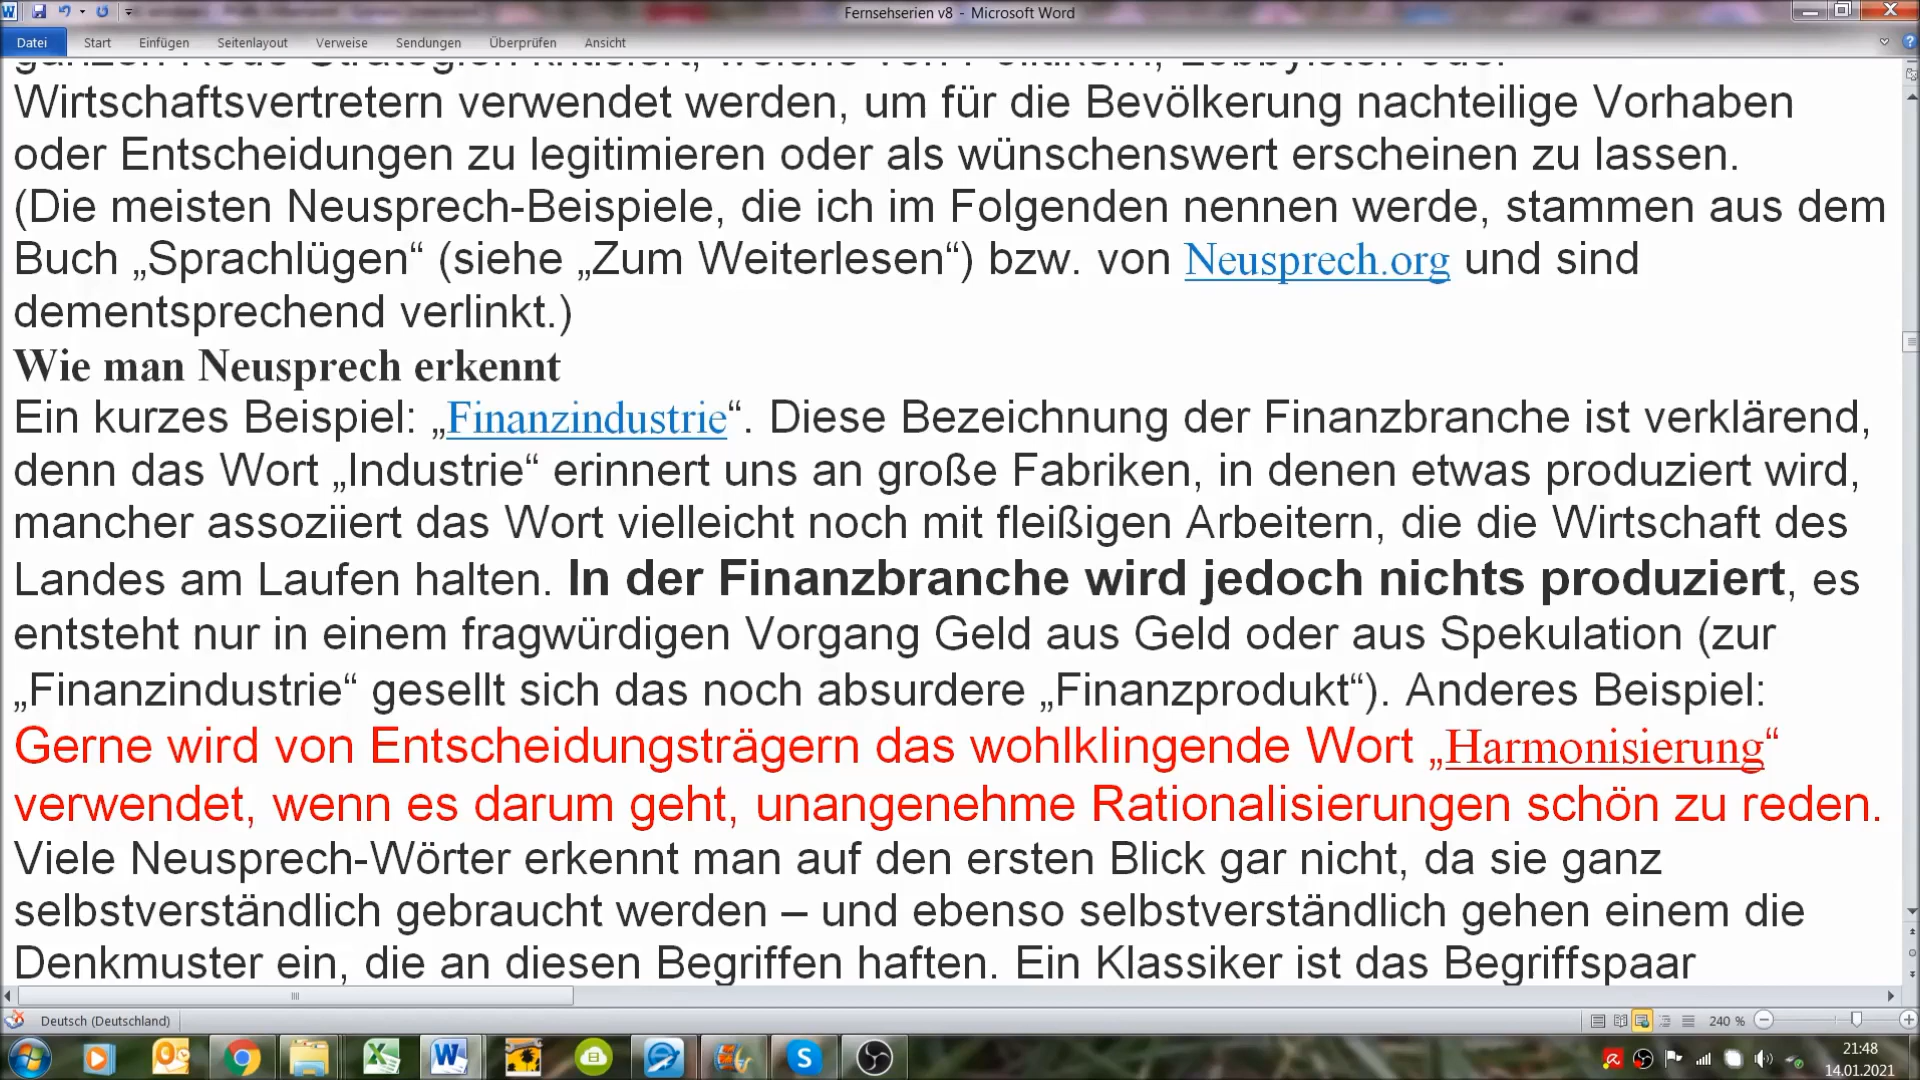 Fernsehserien v8 - Microsoft Word
Datei Start Einfügen Seitenlayout Verweise Sendungen Überprüfen Ansicht
ganzen Rede-Strategien kritisiert, welche von Politikern, Lobbyisten oder
Wirtschaftsvertretern verwendet werden, um für die Bevölkerung nachteilige Vorhaben
oder Entscheidungen zu legitimieren oder als wünschenswert erscheinen zu lassen.
(Die meisten Neusprech-Beispiele, die ich im Folgenden nennen werde, stammen aus dem
Buch „Sprachlügen“ (siehe „Zum Weiterlesen“) bzw. von Neusprech.org und sind
dementsprechend verlinkt.)
Wie man Neusprech erkennt
Ein kurzes Beispiel: „Finanzindustrie“. Diese Bezeichnung der Finanzbranche ist verklärend,
denn das Wort „Industrie“ erinnert uns an große Fabriken, in denen etwas produziert wird,
mancher assoziiert das Wort vielleicht noch mit fleißigen Arbeitern, die die Wirtschaft des
Landes am Laufen halten. In der Finanzbranche wird jedoch nichts produziert, es
entsteht nur in einem fragwürdigen Vorgang Geld aus Geld oder aus Spekulation (zur
„Finanzindustrie“ gesellt sich das noch absurdere „Finanzprodukt“). Anderes Beispiel:
Gerne wird von Entscheidungsträgern das wohlklingende Wort „Harmonisierung“
verwendet, wenn es darum geht, unangenehme Rationalisierungen schön zu reden.
Viele Neusprech-Wörter erkennt man auf den ersten Blick gar nicht, da sie ganz
selbstverständlich gebraucht werden – und ebenso selbstverständlich gehen einem die
Denkmuster ein, die an diesen Begriffen haften. Ein Klassiker ist das Begriffspaar
Deutsch (Deutschland)
240 %
21:48
14.01.2021